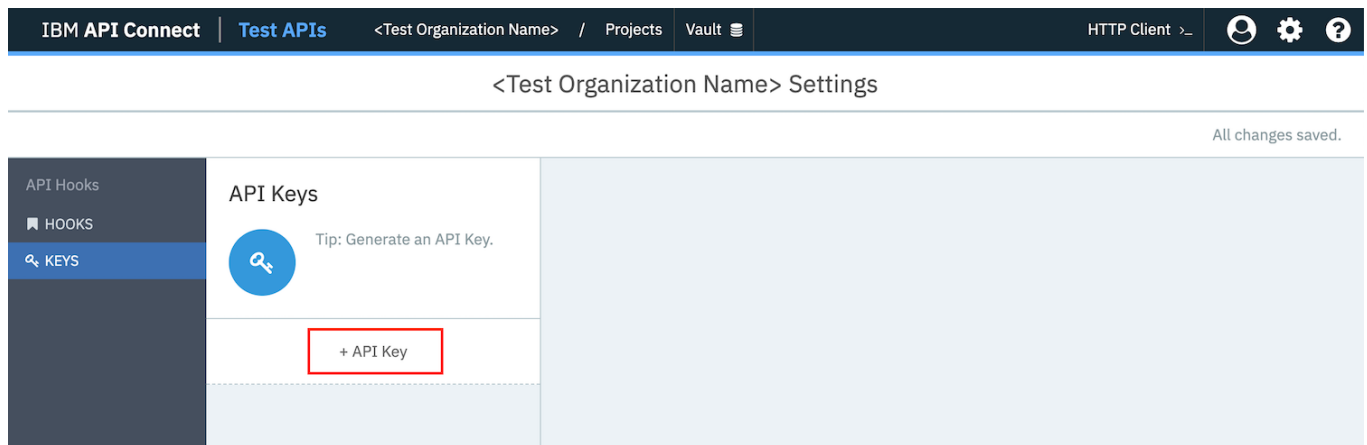 IBM API Connect | Test APIs <Test Organization Name> / Projects Vault HTTP Client >_
<Test Organization Name> Settings
All changes saved.
API Hooks
HOOKS
KEYS
API Keys
Tip: Generate an API Key.
+ API Key